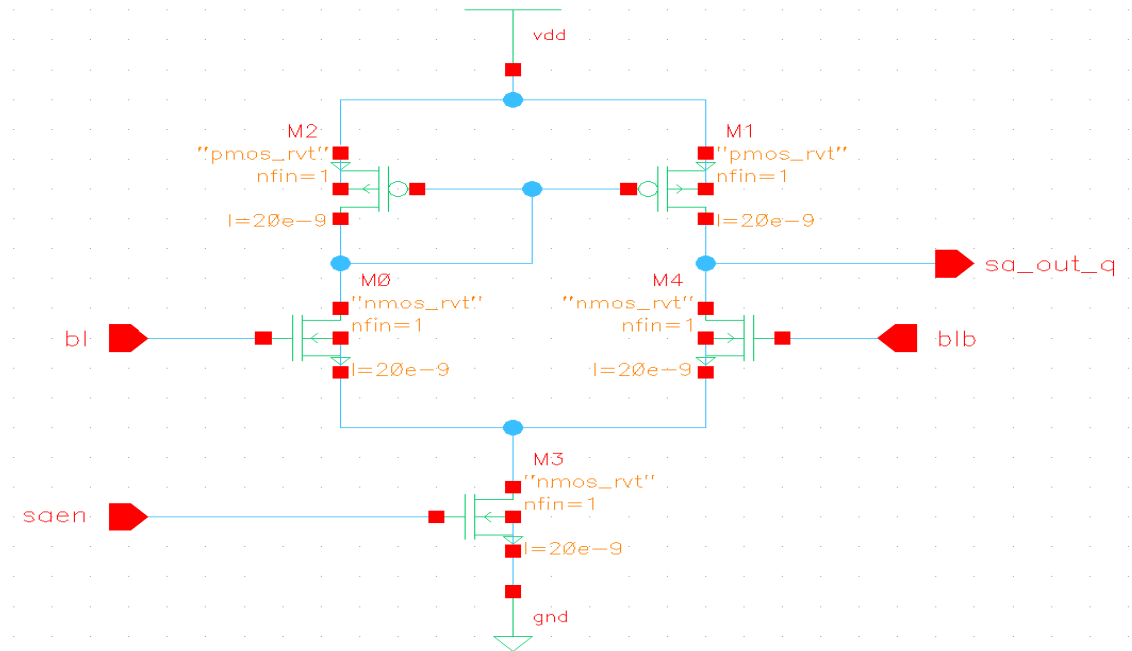 vdd
M2
M1
"pmos_rvt"
"pmos_rvt"
nfin=1
nfin=1
l=20e-9
l=20e-9
sa_out_q
M0
M4
"nmos_rvt"
"nmos_rvt"
nfin=1
nfin=1
bl
blb
l=20e-9
l=20e-9
M3
"nmos_rvt"
nfin=1
saen
l=20e-9
gnd